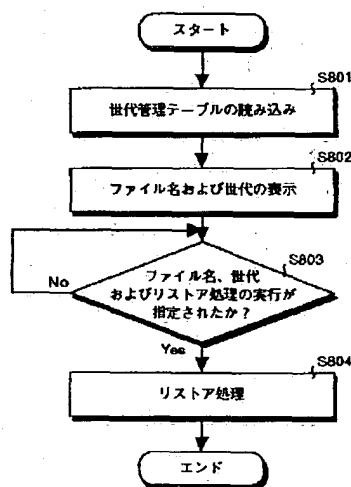 スタート
S801
世代管理テーブルの読み込み
S802
ファイル名および世代の表示
S803
ファイル名、世代
およびリストア処理の実行が
指定されたか?
No
Yes
S804
リストア処理
エンド